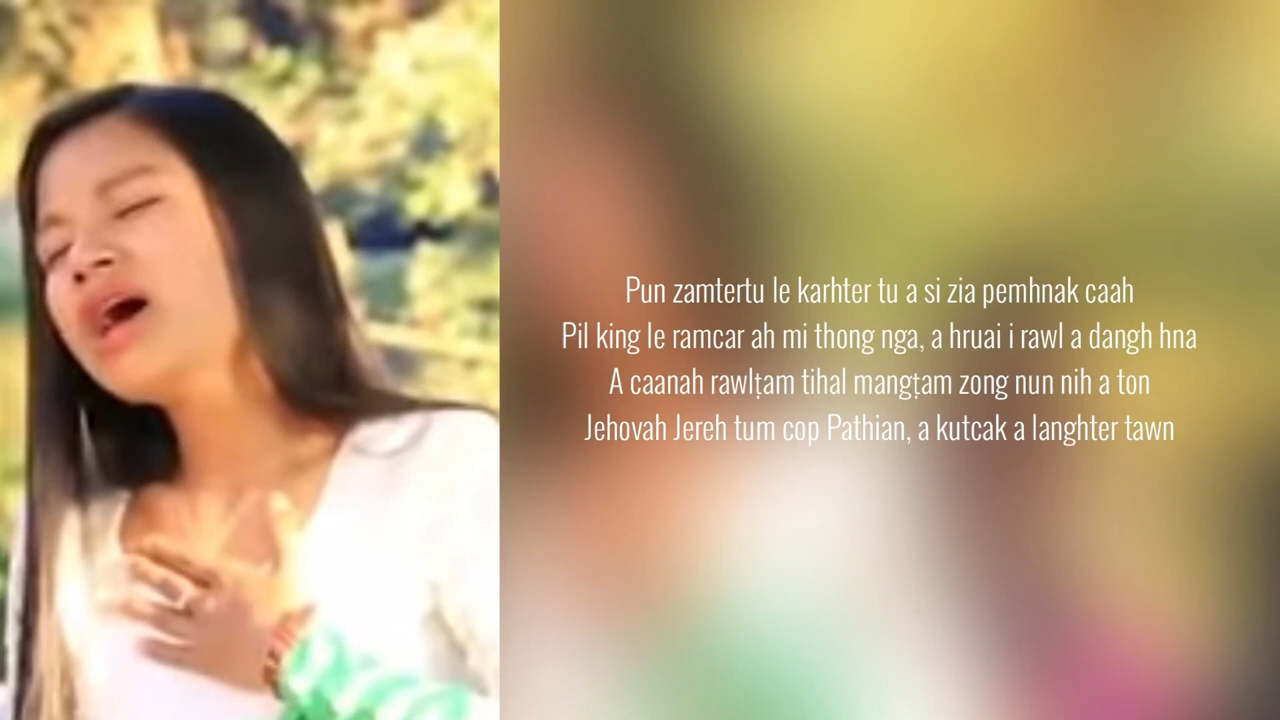 Pun zamtertu le karhter tu a si zia pemhnak caah
Pil king le ramcar ah mi thong nga, a hruai i rawl a dangh hna
A caanah rawlṭam tihal mangṭam zong nun nih a ton
Jehovah Jereh tum cop Pathian, a kutcak a langhter tawn